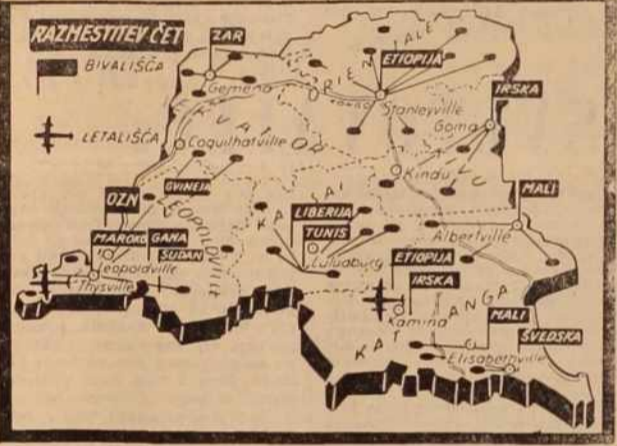 RAZMESTITEV ČET
BIVALIŠČA
LETALIŠČA
ZAR
Gemena
ORIENTALE
ETIOPIJA
Stanleyville
IRSKA
Goma
KIVU
Kindu
EKVATOR
Coquilhatville
GVINEJA
LEOPOLDVILLE
OZN
MAROKO
GANA
SUDAN
Leopoldville
Thysville
KASAI
LIBERIJA
TUNIS
Luluaburg
MALI
Albertville
ETIOPIJA
IRSKA
Kamina
KATANGA
MALI
ŠVEDSKA
Elisabethville